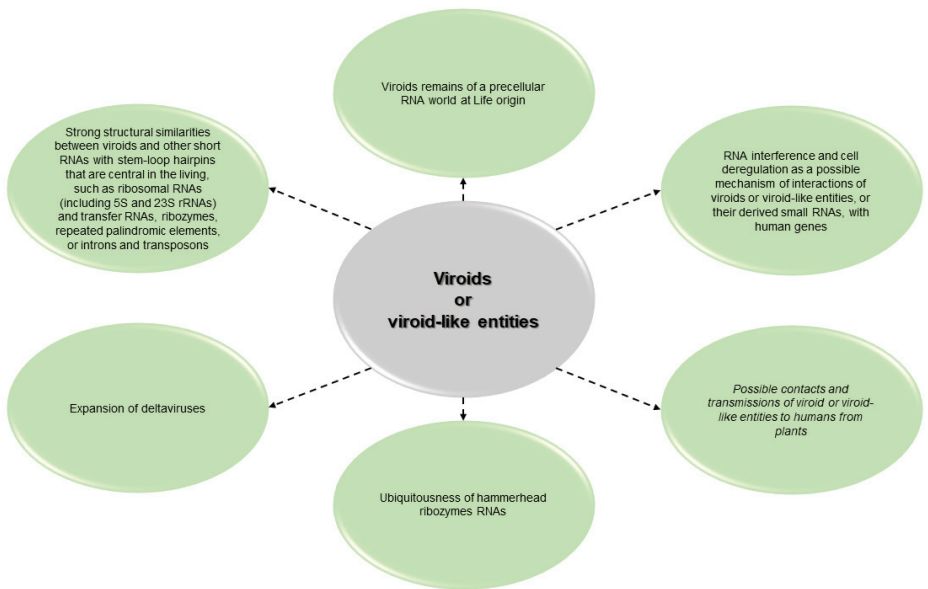 Viroids remains of a precellular
RNA world at Life origin
Strong structural similarities
between viroids and other short
RNAs with stem-loop hairpins
that are central in the living,
such as ribosomal RNAs
(including 5S and 23S rRNAs)
and transfer RNAs, ribozymes,
repeated palindromic elements,
or introns and transposons
RNA interference and cell
deregulation as a possible
mechanism of interactions of
viroids or viroid-like entities, or
their derived small RNAs, with
human genes
Viroids
or
viroid-like entities
Expansion of deltaviruses
Possible contacts and
transmissions of viroid or viroid-
like entities to humans from
plants
Ubiquitousness of hammerhead
ribozymes RNAs